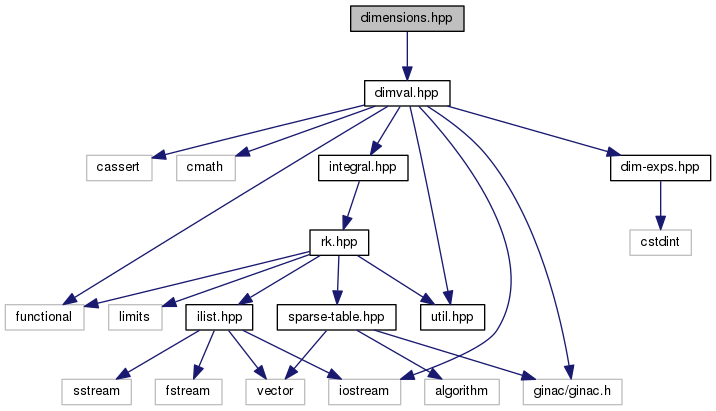 dimensions.hpp
dimval.hpp
cassert
cmath
integral.hpp
dim-exps.hpp
rk.hpp
cstdint
functional
limits
ilist.hpp
sparse-table.hpp
util.hpp
sstream
fstream
vector
iostream
algorithm
ginac/ginac.h